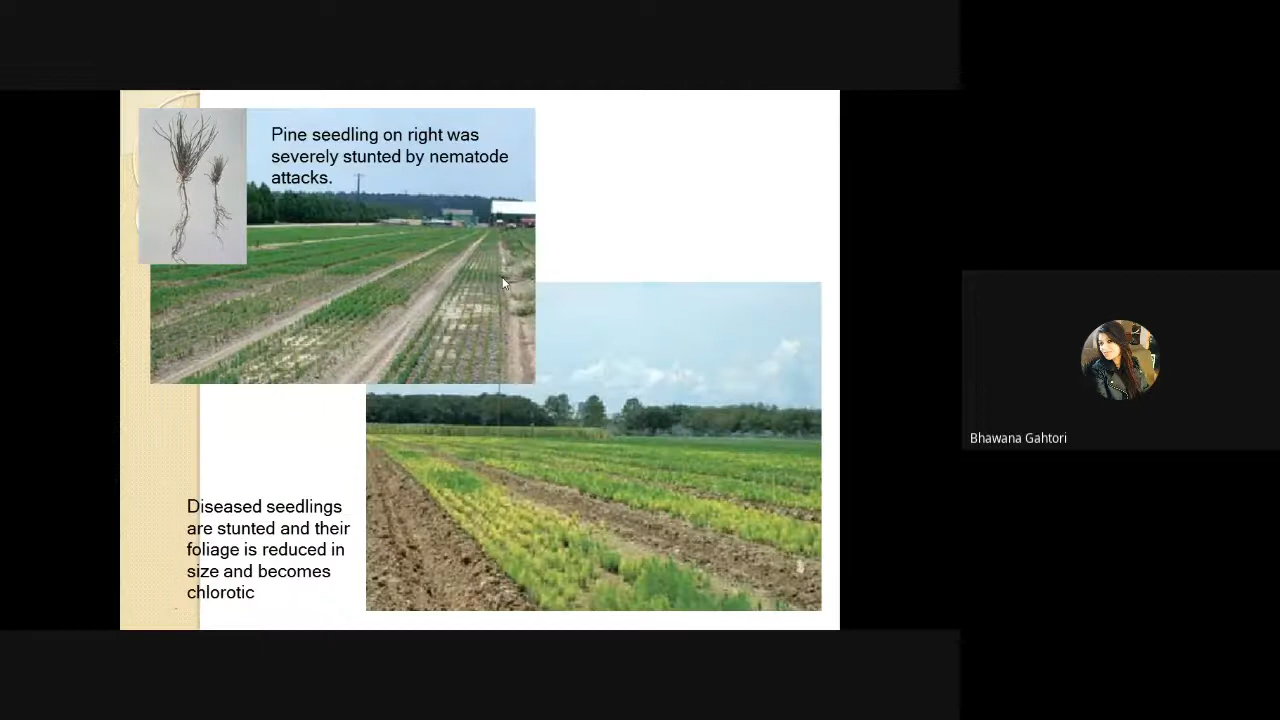 Pine seedling on right was
severely stunted by nematode
attacks.
Diseased seedlings
are stunted and their
foliage is reduced in
size and becomes
chlorotic
Bhawana Gahtori